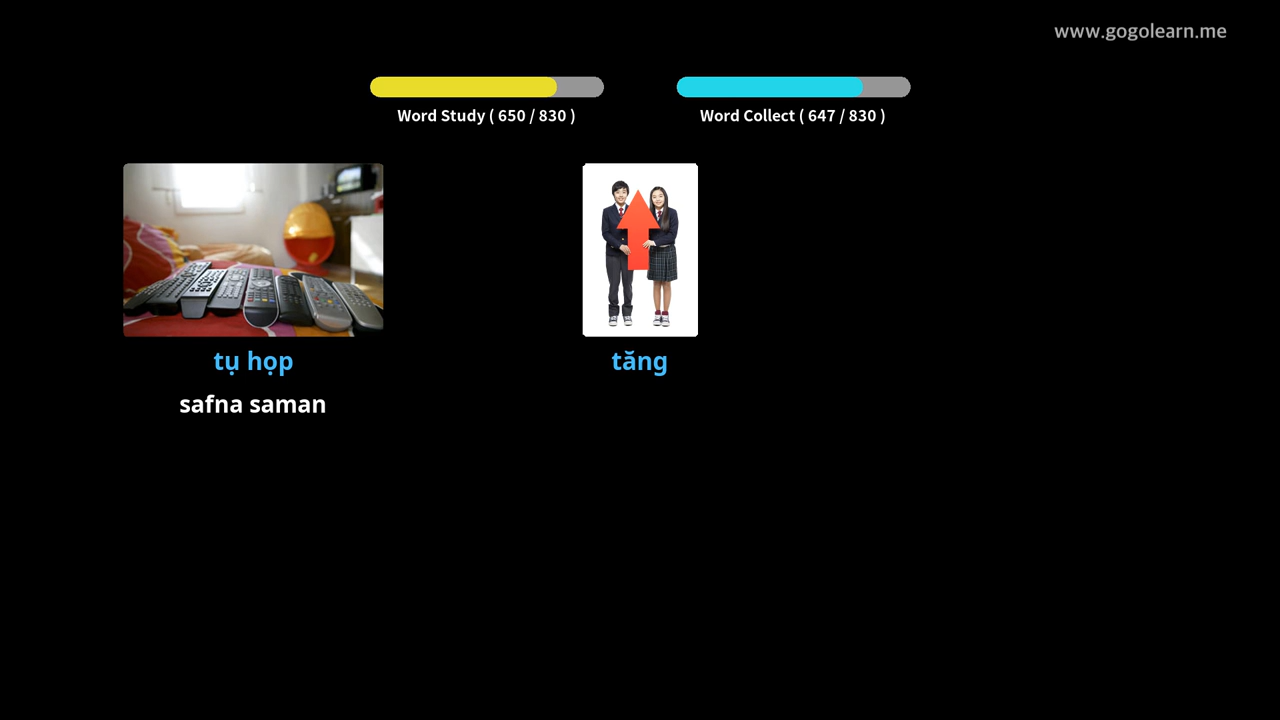 www.gogolearn.me
Word Study ( 650 / 830 )
Word Collect ( 647 / 830 )
tụ họp
tăng
safna saman